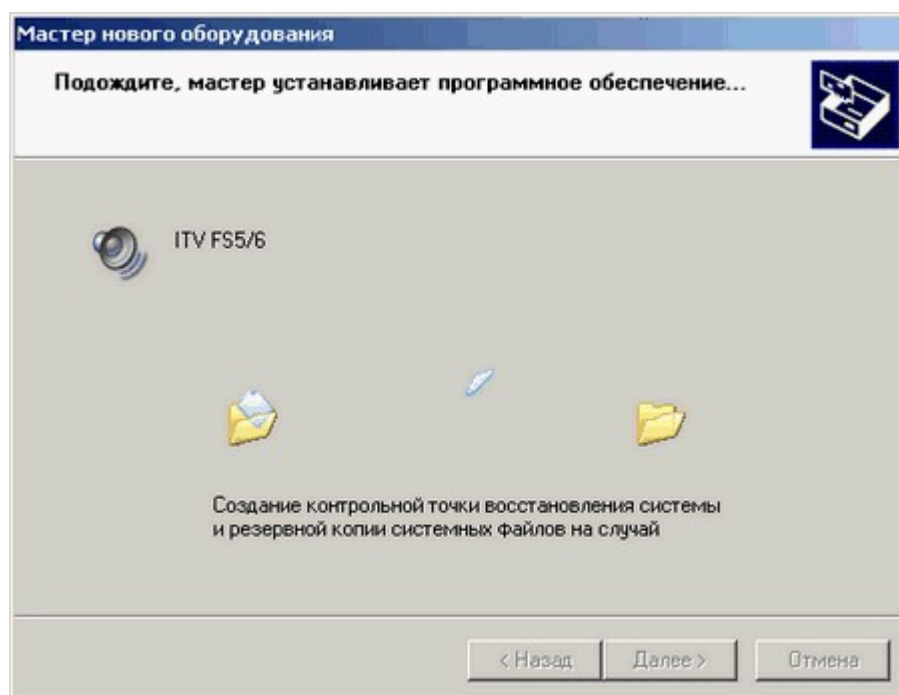 Мастер нового оборудования
Подождите, мастер устанавливает программное обеспечение...
ITV FS5/6
Создание контрольной точки восстановления системы
и резервной копии системных файлов на случай
< Назад
Далее >
Отмена